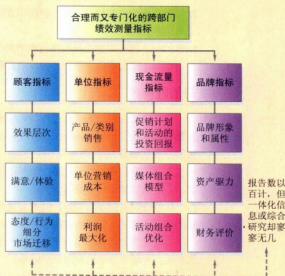 合理而又专门化的跨部门
绩效测量指标
顾客指标
单位指标
现金流量
指标
品牌指标
效果层次
产品/类别
销售
促销计划
和活动的
投资回报
品牌形象
和属性
满意/体验
单位营销
成本
媒体组合
模型
资产驱力
态度/行为
细分
市场迁移
利润
最大化
活动组合
优化
财务评价
报告数以
百计，但
一体化信
息或综合
研究却寥
寥无几